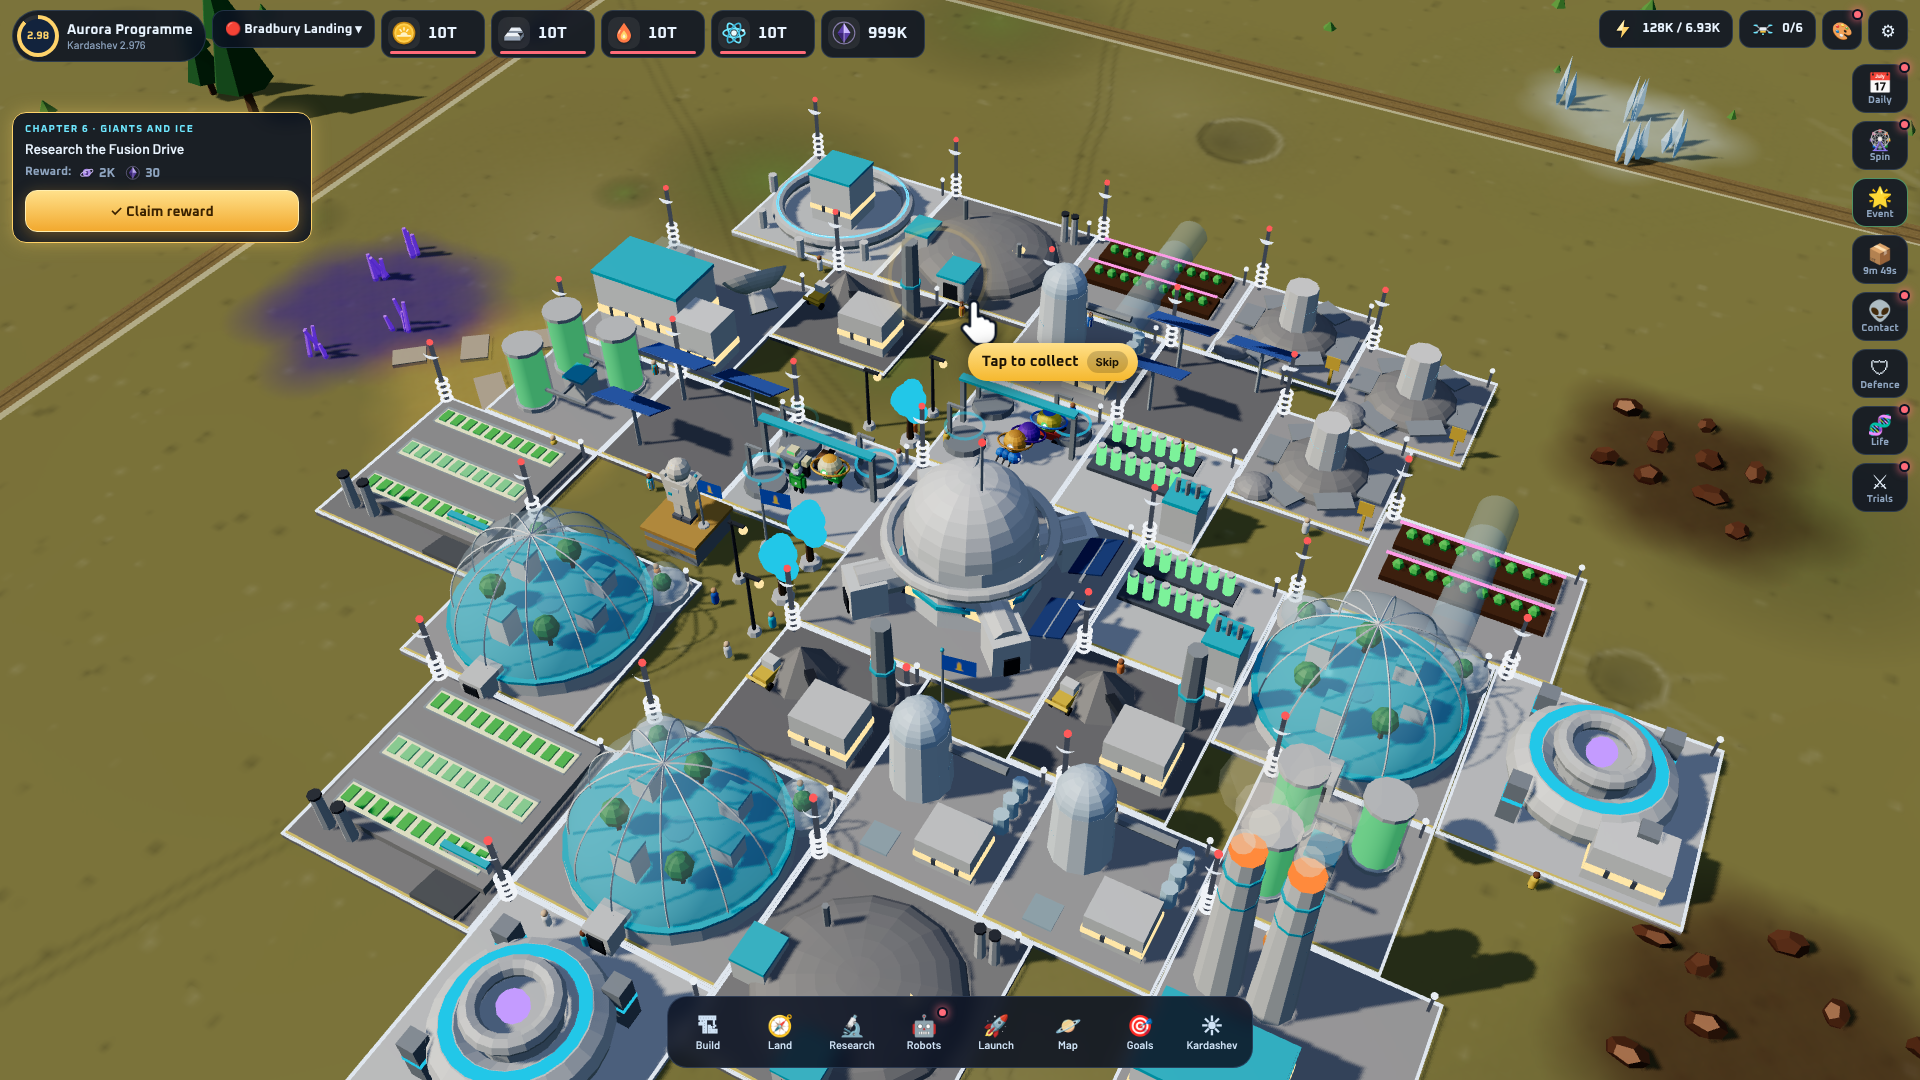 2.98
Aurora Programme
Kardashev 2.976
Bradbury Landing ▾
10T
10T
10T
10T
999K
128K / 6.93K
0/6
CHAPTER 6 · GIANTS AND ICE
Research the Fusion Drive
Reward: 2K 30
✓ Claim reward
17
Daily
Spin
Event
9m 49s
Contact
Defence
Life
Trials
Tap to collect Skip
Build
Land
Research
Robots
Launch
Map
Goals
Kardashev